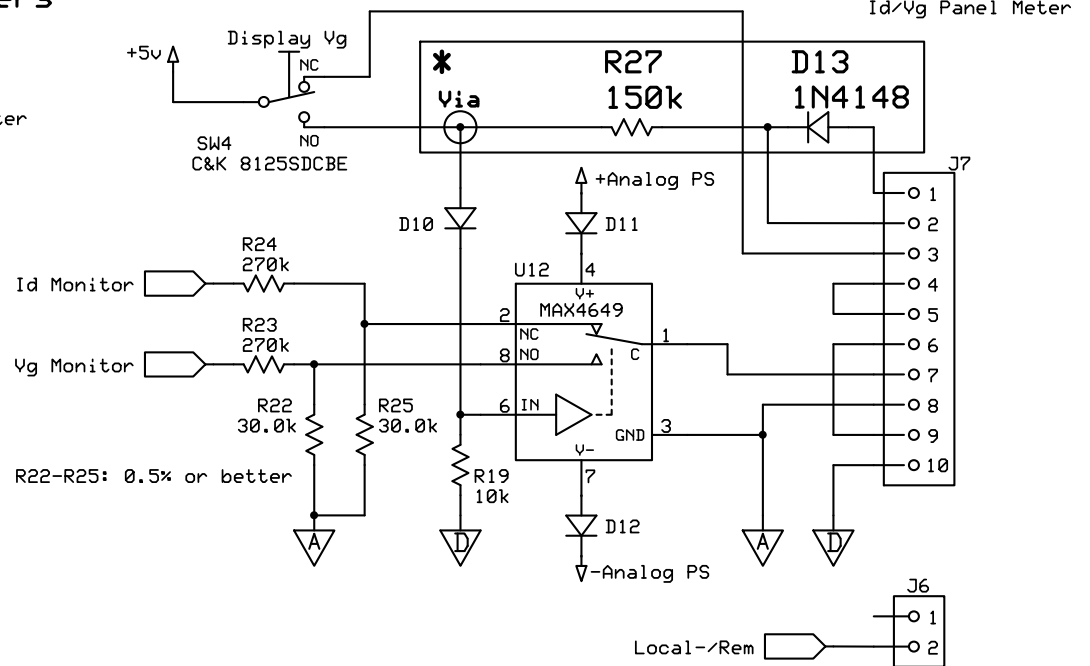 Id/Vg Panel Meter
Display Vg
+5v
NC
NO
SW4
C&K 8125SDCBE
*
Via
R27
150k
D13
1N4148
J7
1
2
3
4
5
6
7
8
9
10
+Analog PS
D10
D11
R24
270k
Id Monitor
R23
270k
Vg Monitor
U12
4
V+
MAX4649
2
NC
8
NO
C
1
6
IN
GND
3
V-
7
R22
30.0k
R25
30.0k
R22-R25: 0.5% or better
R19
10k
D12
A
D
A
D
-Analog PS
J6
1
2
Local-/Rem